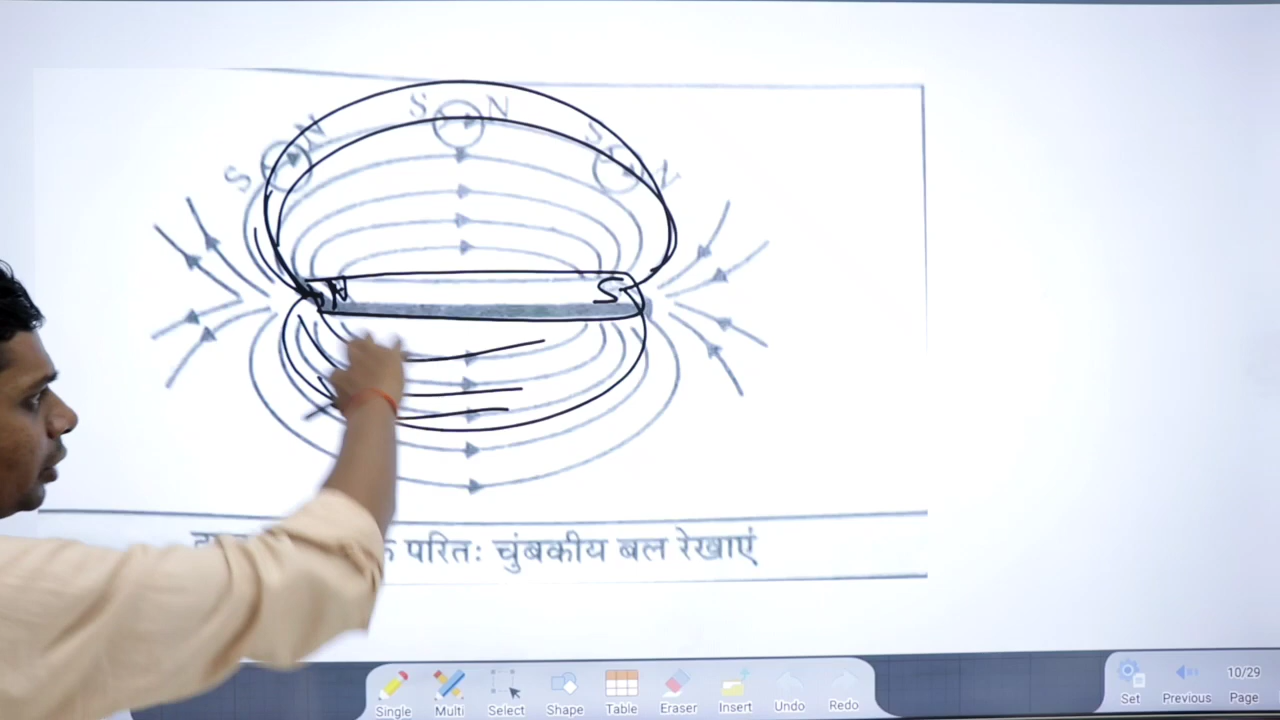 S N
S N
S N
N S
परितः चुंबकीय बल रेखाएं
Single Multi Select Shape Table Eraser Insert Undo Redo
Set Previous Page
10/29